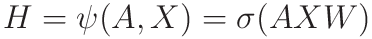 H = ψ(A, X) = σ(AXW)